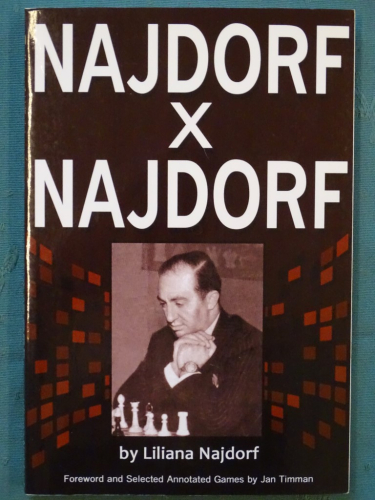 NAJDORF
X
NAJDORF
by Liliana Najdorf
Foreword and Selected Annotated Games by Jan Timman